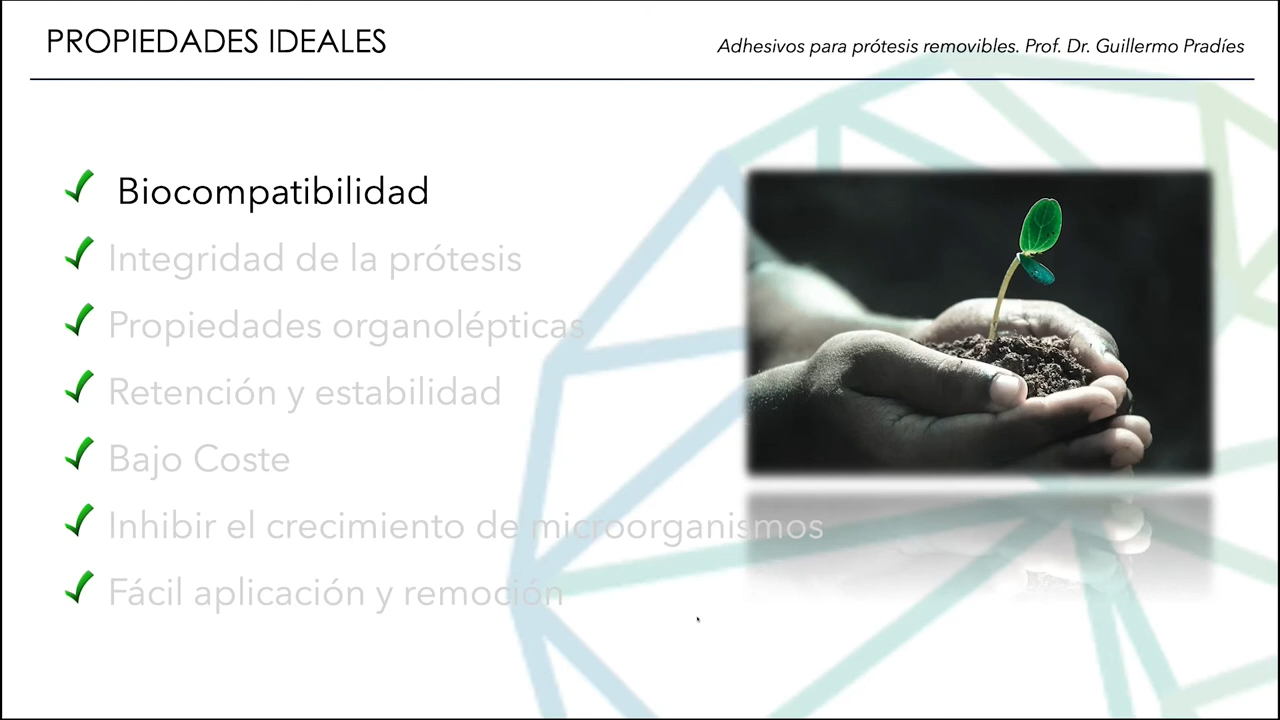 PROPIEDADES IDEALES
Adhesivos para prótesis removibles. Prof. Dr. Guillermo Pradíes
Biocompatibilidad
Integridad de la prótesis
Propiedades organolépticas
Retención y estabilidad
Bajo Coste
Inhibir el crecimiento de microorganismos
Fácil aplicación y remoción